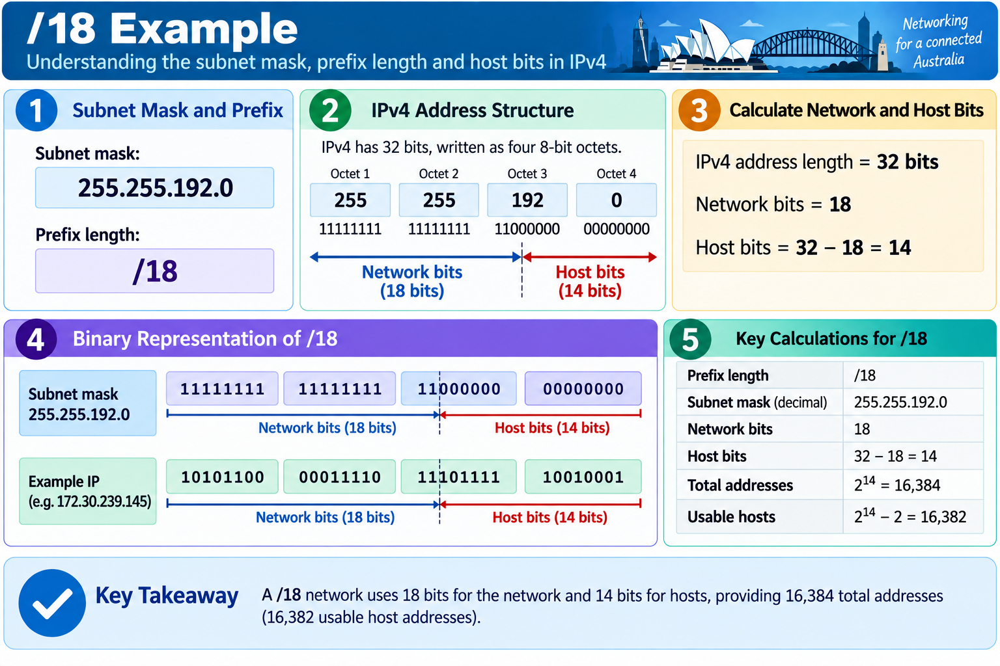 /18 Example
Understanding the subnet mask, prefix length and host bits in IPv4
Networking
for a connected
Australia
1
Subnet Mask and Prefix
Subnet mask:
255.255.192.0
Prefix length:
/18
2
IPv4 Address Structure
IPv4 has 32 bits, written as four 8-bit octets.
Octet 1 Octet 2 Octet 3 Octet 4
255 255 192 0
11111111 11111111 11000000 00000000
Network bits
(18 bits)
Host bits
(14 bits)
3
Calculate Network and Host Bits
IPv4 address length = 32 bits
Network bits = 18
Host bits = 32 – 18 = 14
4
Binary Representation of /18
Subnet mask
255.255.192.0
11111111 11111111 11000000 00000000
Network bits (18 bits) Host bits (14 bits)
Example IP
(e.g. 172.30.239.145)
10101100 00011110 11101111 10010001
Network bits (18 bits) Host bits (14 bits)
5
Key Calculations for /18
Prefix length /18
Subnet mask (decimal) 255.255.192.0
Network bits 18
Host bits 32 – 18 = 14
Total addresses 2¹⁴ = 16,384
Usable hosts 2¹⁴ – 2 = 16,382
Key Takeaway
A /18 network uses 18 bits for the network and 14 bits for hosts, providing 16,384 total addresses
(16,382 usable host addresses).